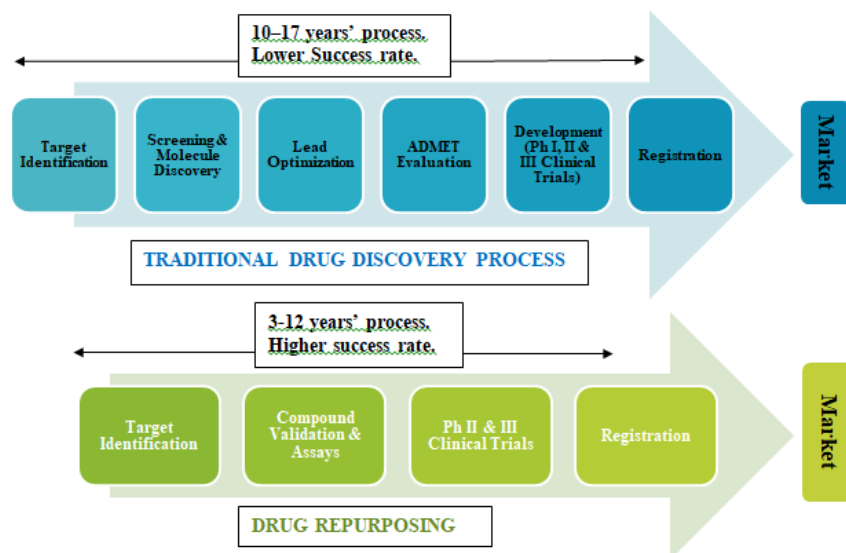 10–17 years’ process.
Lower Success rate.
Target
Identification
Screening &
Molecule
Discovery
Lead
Optimization
ADMET
Evaluation
Development
(Ph I, II &
III Clinical
Trials)
Registration
Market
TRADITIONAL DRUG DISCOVERY PROCESS
3-12 years’ process.
Higher success rate.
Target
Identification
Compound
Validation &
Assays
Ph II & III
Clinical Trials
Registration
Market
DRUG REPURPOSING